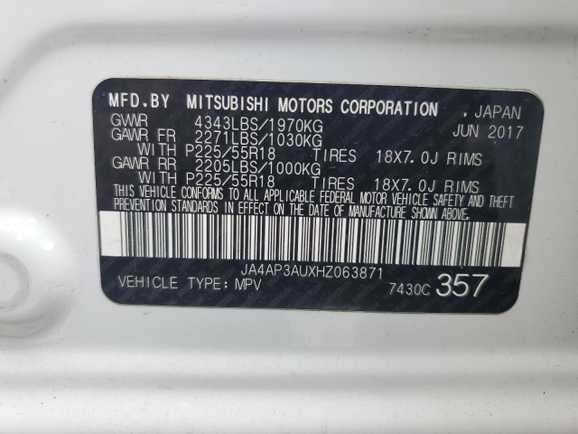 MFD.BY MITSUBISHI MOTORS CORPORATION . JAPAN
GVWR 4343LBS/1970KG JUN 2017
GAWR FR 2271LBS/1030KG
WITH P225/55R18 TIRES 18X7.0J RIMS
GAWR RR 2205LBS/1000KG
WITH P225/55R18 TIRES 18X7.0J RIMS
THIS VEHICLE CONFORMS TO ALL APPLICABLE FEDERAL MOTOR VEHICLE SAFETY AND THEFT
PREVENTION STANDARDS IN EFFECT ON THE DATE OF MANUFACTURE SHOWN ABOVE.
JA4AP3AUXHZ063871
VEHICLE TYPE: MPV 7430C 357